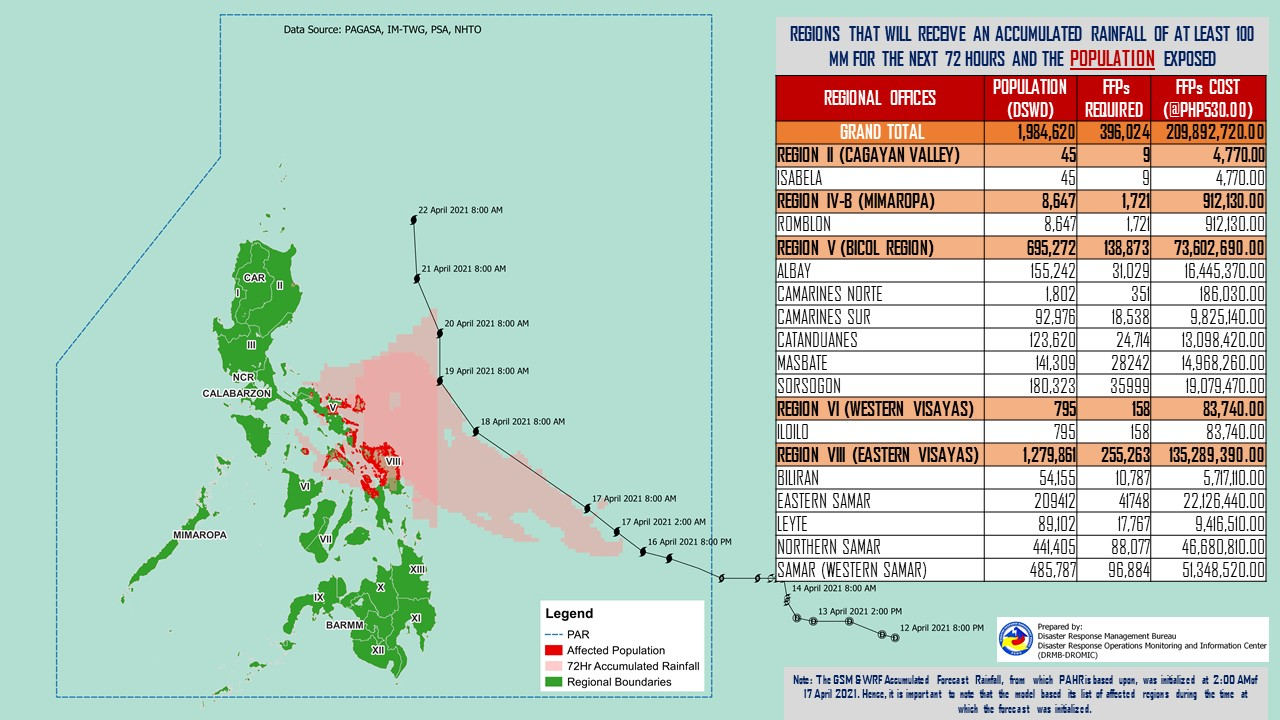 Data Source: PAGASA, IM-TWG, PSA, NHTO
22 April 2021 8:00 AM
21 April 2021 8:00 AM
20 April 2021 8:00 AM
19 April 2021 8:00 AM
18 April 2021 8:00 AM
17 April 2021 8:00 AM
17 April 2021 2:00 AM
16 April 2021 8:00 PM
14 April 2021 8:00 AM
13 April 2021 2:00 PM
12 April 2021 8:00 PM
CAR
I
II
III
NCR
CALABARZON
V
VIII
VI
MIMAROPA
VII
XIII
X
IX
XI
BARMM
XII
Legend
PAR
Affected Population
72Hr Accumulated Rainfall
Regional Boundaries
REGIONS THAT WILL RECEIVE AN ACCUMULATED RAINFALL OF AT LEAST 100
MM FOR THE NEXT 72 HOURS AND THE POPULATION EXPOSED
REGIONAL OFFICES POPULATION (DSWD) FFPs REQUIRED FFPs COST (@PHP530.00)
GRAND TOTAL 1,984,620 396,024 209,892,720.00
REGION II (CAGAYAN VALLEY) 45 9 4,770.00
ISABELA 45 9 4,770.00
REGION IV-B (MIMAROPA) 8,647 1,721 912,130.00
ROMBLON 8,647 1,721 912,130.00
REGION V (BICOL REGION) 695,272 138,873 73,602,690.00
ALBAY 155,242 31,029 16,445,370.00
CAMARINES NORTE 1,802 351 186,030.00
CAMARINES SUR 92,976 18,538 9,825,140.00
CATANDUANES 123,620 24,714 13,098,420.00
MASBATE 141,309 28242 14,968,260.00
SORSOGON 180,323 35999 19,079,470.00
REGION VI (WESTERN VISAYAS) 795 158 83,740.00
ILOILO 795 158 83,740.00
REGION VIII (EASTERN VISAYAS) 1,279,861 255,263 135,289,390.00
BILIRAN 54,155 10,787 5,717,110.00
EASTERN SAMAR 209412 41748 22,126,440.00
LEYTE 89,102 17,767 9,416,510.00
NORTHERN SAMAR 441,405 88,077 46,680,810.00
SAMAR (WESTERN SAMAR) 485,787 96,884 51,348,520.00
Prepared by:
Disaster Response Management Bureau
Disaster Response Operations Monitoring and Information Center
(DRMB-DROMIC)
Note: The GSM & WRF Accumulated Forecast Rainfall, from which PAHR is based upon, was initialized at 2:00 AM of
17 April 2021. Hence, it is important to note that the model based its list of affected regions during the time at
which the forecast was initialized.